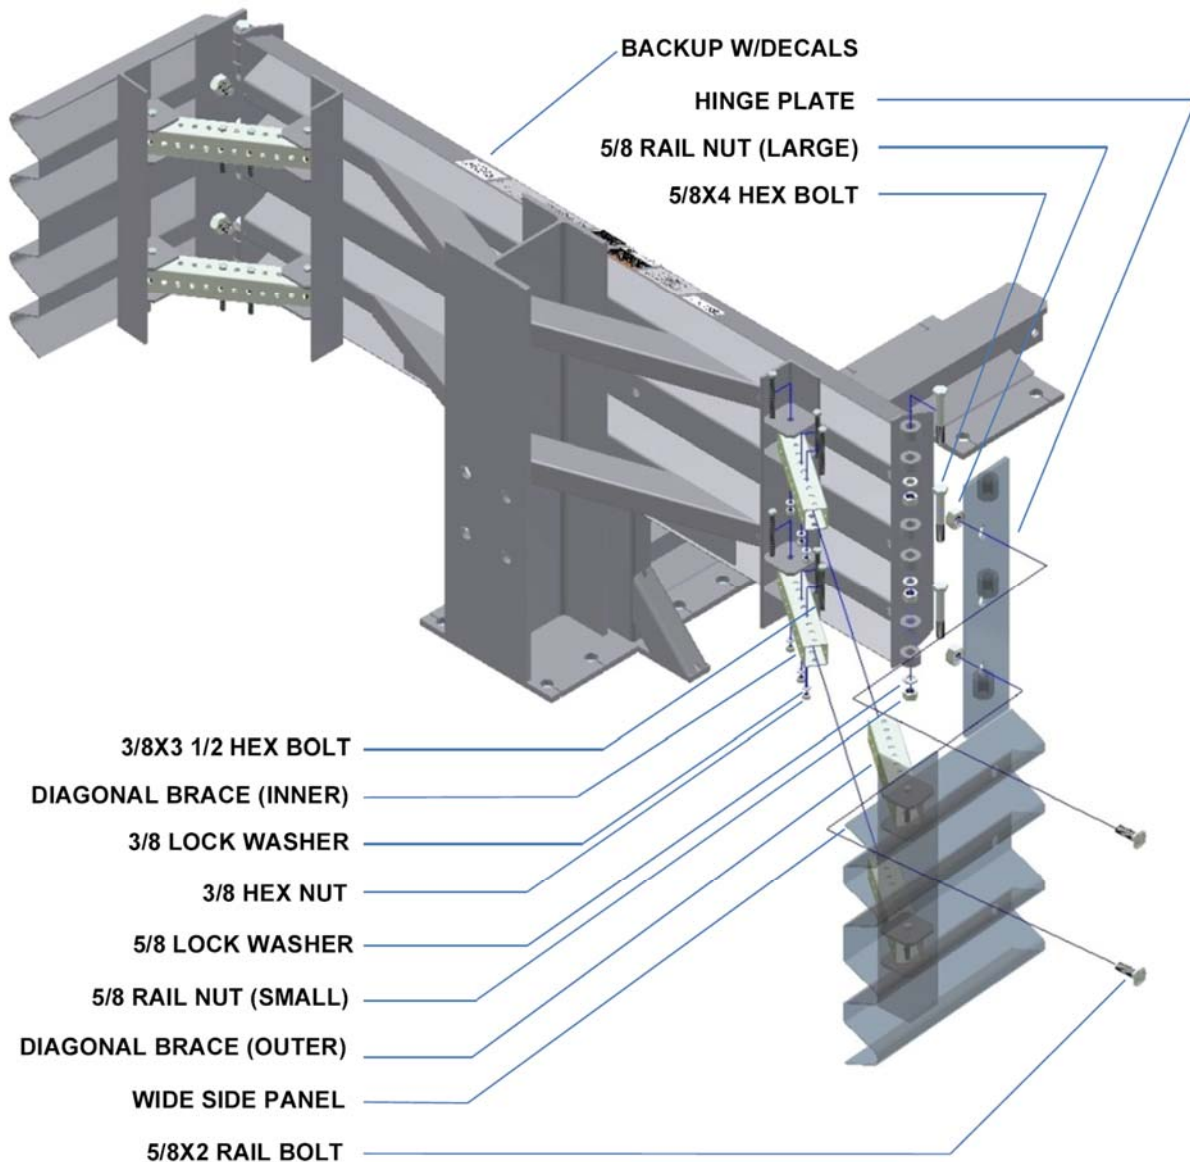 BACKUP W/DECALS
HINGE PLATE
5/8 RAIL NUT (LARGE)
5/8X4 HEX BOLT
3/8X3 1/2 HEX BOLT
DIAGONAL BRACE (INNER)
3/8 LOCK WASHER
3/8 HEX NUT
5/8 LOCK WASHER
5/8 RAIL NUT (SMALL)
DIAGONAL BRACE (OUTER)
WIDE SIDE PANEL
5/8X2 RAIL BOLT